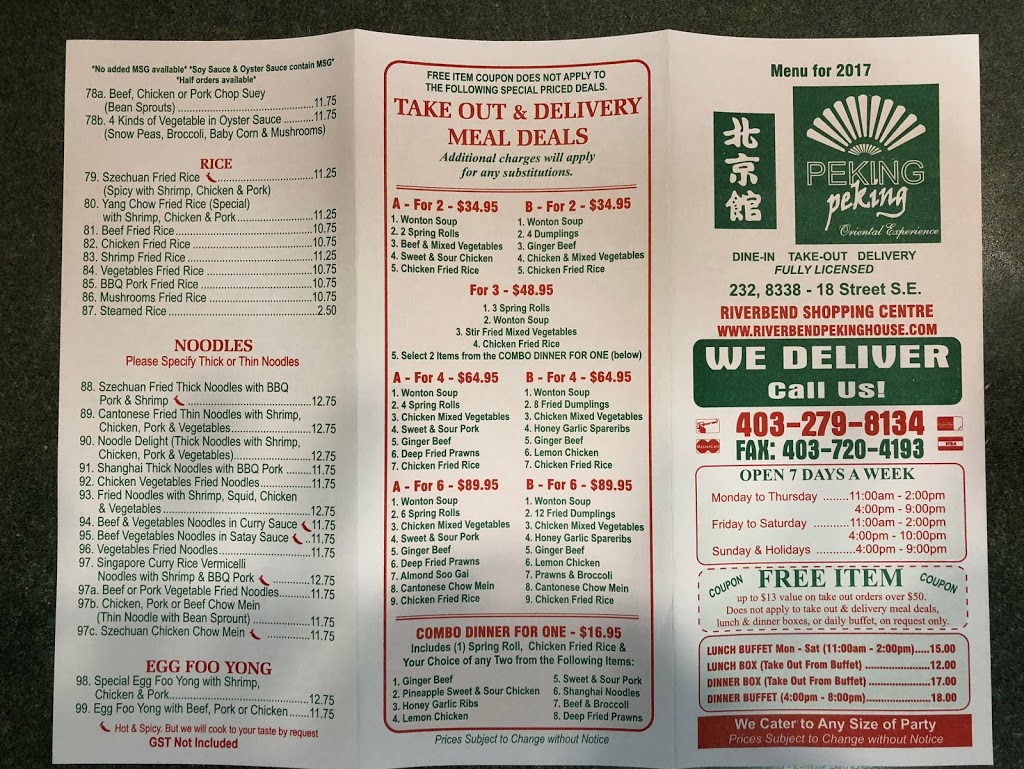 *No added MSG available* *Soy Sauce & Oyster Sauce contain MSG*
*Half orders available*
78a. Beef, Chicken or Pork Chop Suey
(Bean Sprouts) ........ 11.75
78b. 4 Kinds of Vegetable in Oyster Sauce ........ 11.75
(Snow Peas, Broccoli, Baby Corn & Mushrooms)
RICE
79. Szechuan Fried Rice ........ 11.25
(Spicy with Shrimp, Chicken & Pork)
80. Yang Chow Fried Rice (Special)
with Shrimp, Chicken & Pork ........ 11.25
81. Beef Fried Rice ........ 10.75
82. Chicken Fried Rice ........ 10.75
83. Shrimp Fried Rice ........ 11.25
84. Vegetables Fried Rice ........ 10.75
85. BBQ Pork Fried Rice ........ 10.75
86. Mushrooms Fried Rice ........ 10.75
87. Steamed Rice ........ 2.50
NOODLES
Please Specify Thick or Thin Noodles
88. Szechuan Fried Thick Noodles with BBQ
Pork & Shrimp ........ 12.75
89. Cantonese Fried Thin Noodles with Shrimp,
Chicken, Pork & Vegetables ........ 12.75
90. Noodle Delight (Thick Noodles with Shrimp,
Chicken, Pork & Vegetables) ........ 12.75
91. Shanghai Thick Noodles with BBQ Pork ........ 11.75
92. Chicken Vegetables Fried Noodles ........ 11.75
93. Fried Noodles with Shrimp, Squid, Chicken
& Vegetables ........ 12.75
94. Beef & Vegetables Noodles in Curry Sauce 11.75
95. Beef Vegetables Noodles in Satay Sauce .. 11.75
96. Vegetables Fried Noodles ........ 11.75
97. Singapore Curry Rice Vermicelli
Noodles with Shrimp & BBQ Pork ........ 12.75
97a. Beef or Pork Vegetable Fried Noodles ........ 11.75
97b. Chicken, Pork or Beef Chow Mein
(Thin Noodle with Bean Sprount) ........ 11.75
97c. Szechuan Chicken Chow Mein ........ 11.75
EGG FOO YONG
98. Special Egg Foo Yong with Shrimp,
Chicken & Pork ........ 12.75
99. Egg Foo Yong with Beef, Pork or Chicken ........ 11.75
Hot & Spicy. But we will cook to your taste by request
GST Not Included
FREE ITEM COUPON DOES NOT APPLY TO
THE FOLLOWING SPECIAL PRICED DEALS.
TAKE OUT & DELIVERY
MEAL DEALS
Additional charges will apply
for any substitutions.
A - For 2 - $34.95
1. Wonton Soup
2. 2 Spring Rolls
3. Beef & Mixed Vegetables
4. Sweet & Sour Chicken
5. Chicken Fried Rice
B - For 2 - $34.95
1. Wonton Soup
2. 4 Dumplings
3. Ginger Beef
4. Chicken & Mixed Vegetables
5. Chicken Fried Rice
For 3 - $48.95
1. 3 Spring Rolls
2. Wonton Soup
3. Stir Fried Mixed Vegetables
4. Chicken Fried Rice
5. Select 2 Items from the COMBO DINNER FOR ONE (below)
A - For 4 - $64.95
1. Wonton Soup
2. 4 Spring Rolls
3. Chicken Mixed Vegetables
4. Sweet & Sour Pork
5. Ginger Beef
6. Deep Fried Prawns
7. Chicken Fried Rice
B - For 4 - $64.95
1. Wonton Soup
2. 8 Fried Dumplings
3. Chicken Mixed Vegetables
4. Honey Garlic Spareribs
5. Ginger Beef
6. Lemon Chicken
7. Chicken Fried Rice
A - For 6 - $89.95
1. Wonton Soup
2. 6 Spring Rolls
3. Chicken Mixed Vegetables
4. Sweet & Sour Pork
5. Ginger Beef
6. Deep Fried Prawns
7. Almond Soo Gai
8. Cantonese Chow Mein
9. Chicken Fried Rice
B - For 6 - $89.95
1. Wonton Soup
2. 12 Fried Dumplings
3. Chicken Mixed Vegetables
4. Honey Garlic Spareribs
5. Ginger Beef
6. Lemon Chicken
7. Prawns & Broccoli
8. Cantonese Chow Mein
9. Chicken Fried Rice
COMBO DINNER FOR ONE - $16.95
Includes (1) Spring Roll, Chicken Fried Rice &
Your Choice of any Two from the Following Items:
1. Ginger Beef
2. Pineapple Sweet & Sour Chicken
3. Honey Garlic Ribs
4. Lemon Chicken
5. Sweet & Sour Pork
6. Shanghai Noodles
7. Beef & Broccoli
8. Deep Fried Prawns
Prices Subject to Change without Notice
Menu for 2017
北京館
PEKING
peking
Oriental Experience
DINE-IN TAKE-OUT DELIVERY
FULLY LICENSED
232, 8338 - 18 Street S.E.
RIVERBEND SHOPPING CENTRE
WWW.RIVERBENDPEKINGHOUSE.COM
WE DELIVER
Call Us!
403-279-8134
FAX: 403-720-4193
MasterCard
VISA
OPEN 7 DAYS A WEEK
Monday to Thursday ........ 11:00am - 2:00pm
4:00pm - 9:00pm
Friday to Saturday ........ 11:00am - 2:00pm
4:00pm - 10:00pm
Sunday & Holidays ........ 4:00pm - 9:00pm
COUPON FREE ITEM COUPON
up to $13 value on take out orders over $50.
Does not apply to take out & delivery meal deals,
lunch & dinner boxes, or daily buffet, on request only.
LUNCH BUFFET Mon - Sat (11:00am - 2:00pm) ..... 15.00
LUNCH BOX (Take Out From Buffet) ........ 12.00
DINNER BOX (Take Out From Buffet) ........ 17.00
DINNER BUFFET (4:00pm - 8:00pm) ........ 18.00
We Cater to Any Size of Party
Prices Subject to Change without Notice